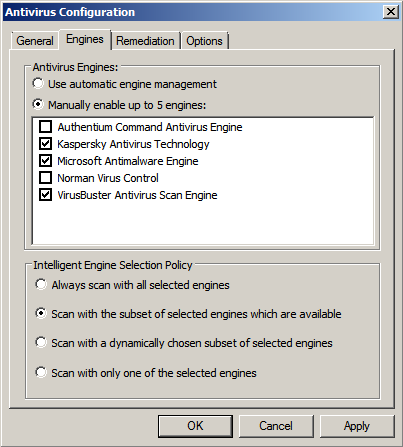 Antivirus Configuration
General
Engines
Remediation
Options
Antivirus Engines:
Use automatic engine management
Manually enable up to 5 engines:
Authentium Command Antivirus Engine
Kaspersky Antivirus Technology
Microsoft Antimalware Engine
Norman Virus Control
VirusBuster Antivirus Scan Engine
Intelligent Engine Selection Policy
Always scan with all selected engines
Scan with the subset of selected engines which are available
Scan with a dynamically chosen subset of selected engines
Scan with only one of the selected engines
OK
Cancel
Apply